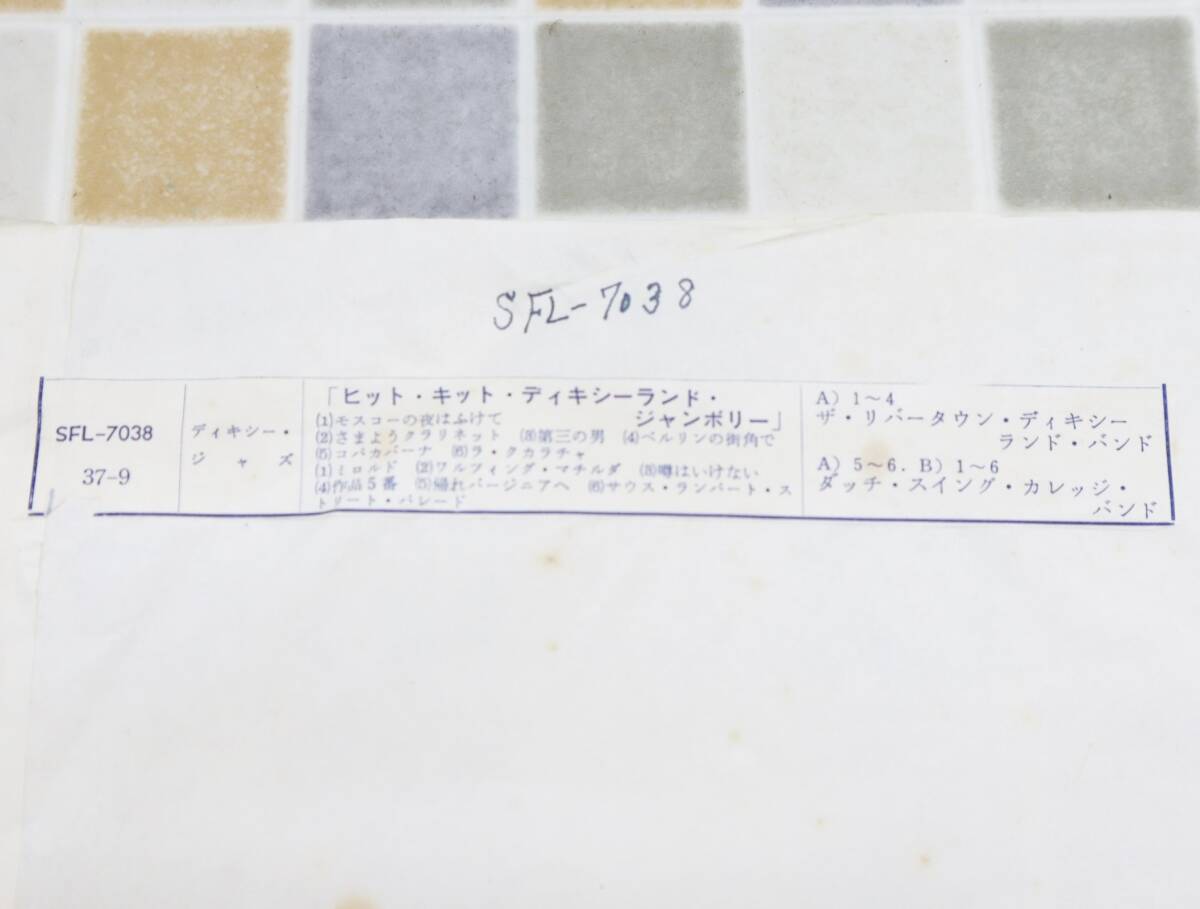 SFL-7038
SFL-7038
37-9
ディキシー・
ジャズ
「ヒット・キット・ディキシーランド・
ジャンボリー」
(1)モスコーの夜はふけて
(2)さまようクラリネット (3)第三の男 (4)ベルリンの街角で
(5)コパカバーナ (6)ラ・クカラチャ
(1)ミロルド (2)ワルフィング・マチルダ (3)噂はいけない
(4)作品5番 (5)帰れバージニアへ (6)サウス・ランパート・ス
トリート・パレード
A) 1〜4
ザ・リバータウン・ディキシー
ランド・バンド
A) 5〜6. B) 1〜6
ダッチ・スイング・カレッジ・
バンド